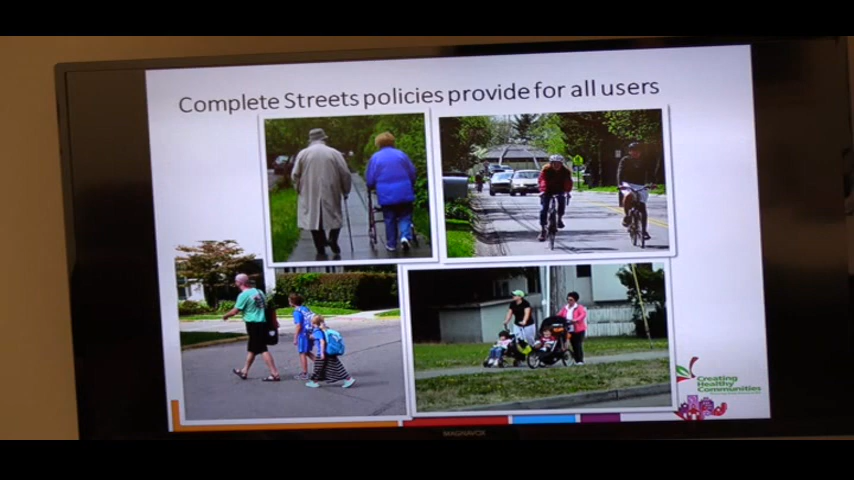 Complete Streets policies provide for all users
Creating
Healthy
Communities
MAGNAVOX